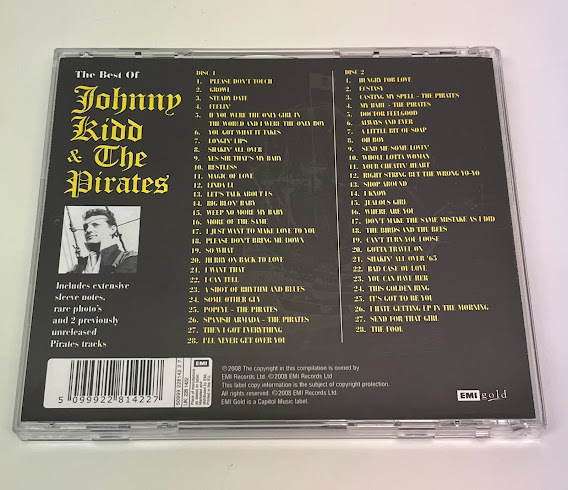 The Best Of
Johnny
Kidd
& The
Pirates
Includes extensive
sleeve notes,
rare photo's
and 2 previously
unreleased
Pirates tracks
DISC 1
1. PLEASE DON'T TOUCH
2. GROWL
3. STEADY DATE
4. FEELIN'
5. IF YOU WERE THE ONLY GIRL IN
THE WORLD AND I WERE THE ONLY BOY
6. YOU GOT WHAT IT TAKES
7. LONGIN' LIPS
8. SHAKIN' ALL OVER
9. YES SIR THAT'S MY BABY
10. RESTLESS
11. MAGIC OF LOVE
12. LINDA LU
13. LET'S TALK ABOUT US
14. BIG BLON' BABY
15. WEEP NO MORE MY BABY
16. MORE OF THE SAME
17. I JUST WANT TO MAKE LOVE TO YOU
18. PLEASE DON'T BRING ME DOWN
19. SO WHAT
20. HURRY ON BACK TO LOVE
21. I WANT THAT
22. I CAN TELL
23. A SHOT OF RHYTHM AND BLUES
24. SOME OTHER GUY
25. POPEYE - THE PIRATES
26. SPANISH ARMADA - THE PIRATES
27. THEN I GOT EVERYTHING
28. I'LL NEVER GET OVER YOU
DISC 2
1. HUNGRY FOR LOVE
2. ECSTASY
3. CASTING MY SPELL - THE PIRATES
4. MY BABE - THE PIRATES
5. DOCTOR FEELGOOD
6. ALWAYS AND EVER
7. A LITTLE BIT OF SOAP
8. OH BOY
9. SEND ME SOME LOVIN'
10. WHOLE LOTTA WOMAN
11. YOUR CHEATIN' HEART
12. RIGHT STRING BUT THE WRONG YO-YO
13. SHOP AROUND
14. I KNOW
15. JEALOUS GIRL
16. WHERE ARE YOU
17. DON'T MAKE THE SAME MISTAKE AS I DID
18. THE BIRDS AND THE BEES
19. CAN'T TURN YOU LOOSE
20. GOTTA TRAVEL ON
21. SHAKIN' ALL OVER '65
22. BAD CASE OF LOVE
23. YOU CAN HAVE HER
24. THIS GOLDEN RING
25. IT'S GOT TO BE YOU
26. I HATE GETTING UP IN THE MORNING
27. SEND FOR THAT GIRL
28. THE FOOL
5 099922 814227
50999 228142 2 7
UK 228 1422
EMI
℗2008 The copyright in this compilation is owned by
EMI Records Ltd. ©2008 EMI Records Ltd.
This label copy information is the subject of copyright protection.
All rights reserved. ©2008 EMI Records Ltd.
EMI Gold is a Capitol Music label.
EMI gold